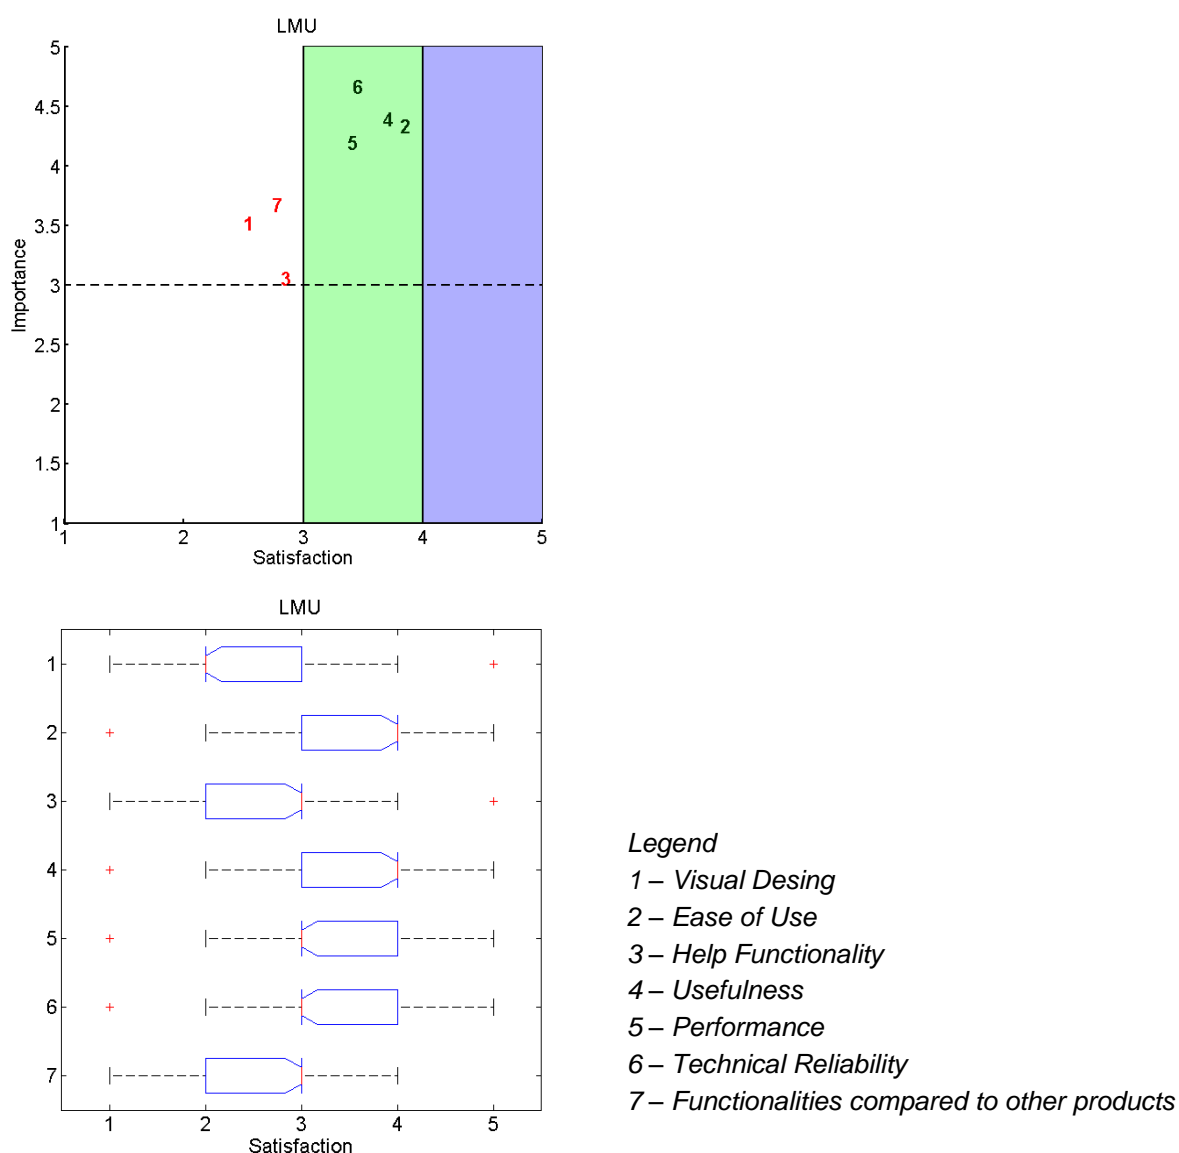 LMU
5
4.5
4
3.5
3
2.5
2
1.5
1
Importance
6
4
2
5
7
1
3
1 2 3 4 5
Satisfaction
LMU
1
2
3
4
5
6
7
1 2 3 4 5
Satisfaction
Legend
1 – Visual Desing
2 – Ease of Use
3 – Help Functionality
4 – Usefulness
5 – Performance
6 – Technical Reliability
7 – Functionalities compared to other products